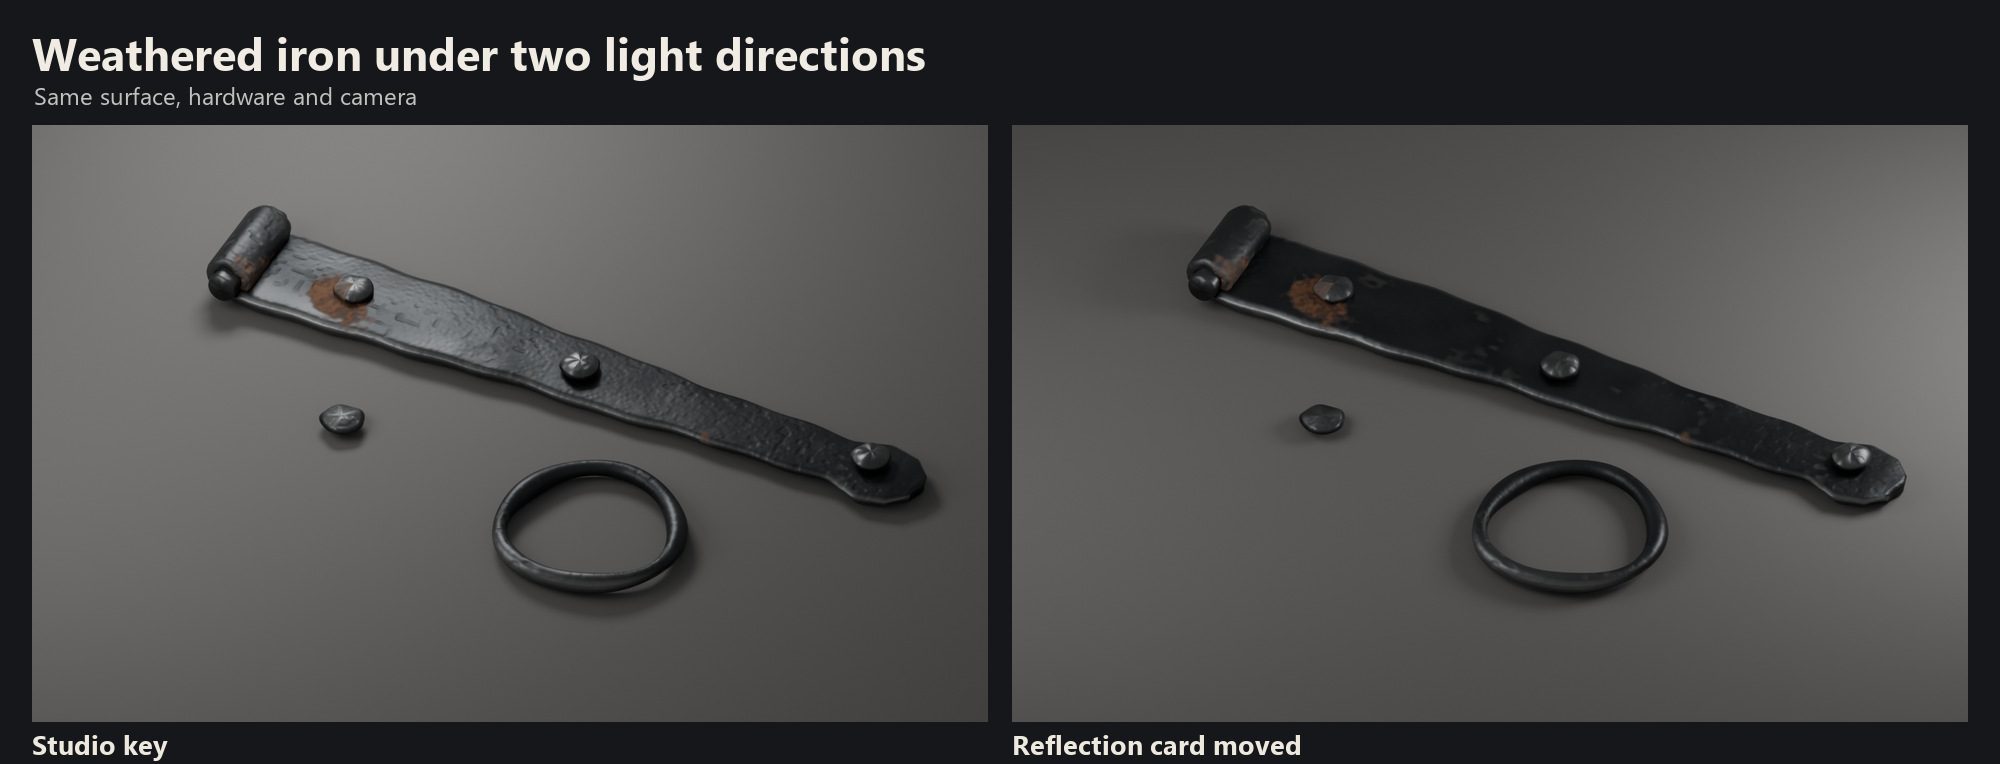 Weathered iron under two light directions
Same surface, hardware and camera
Studio key
Reflection card moved